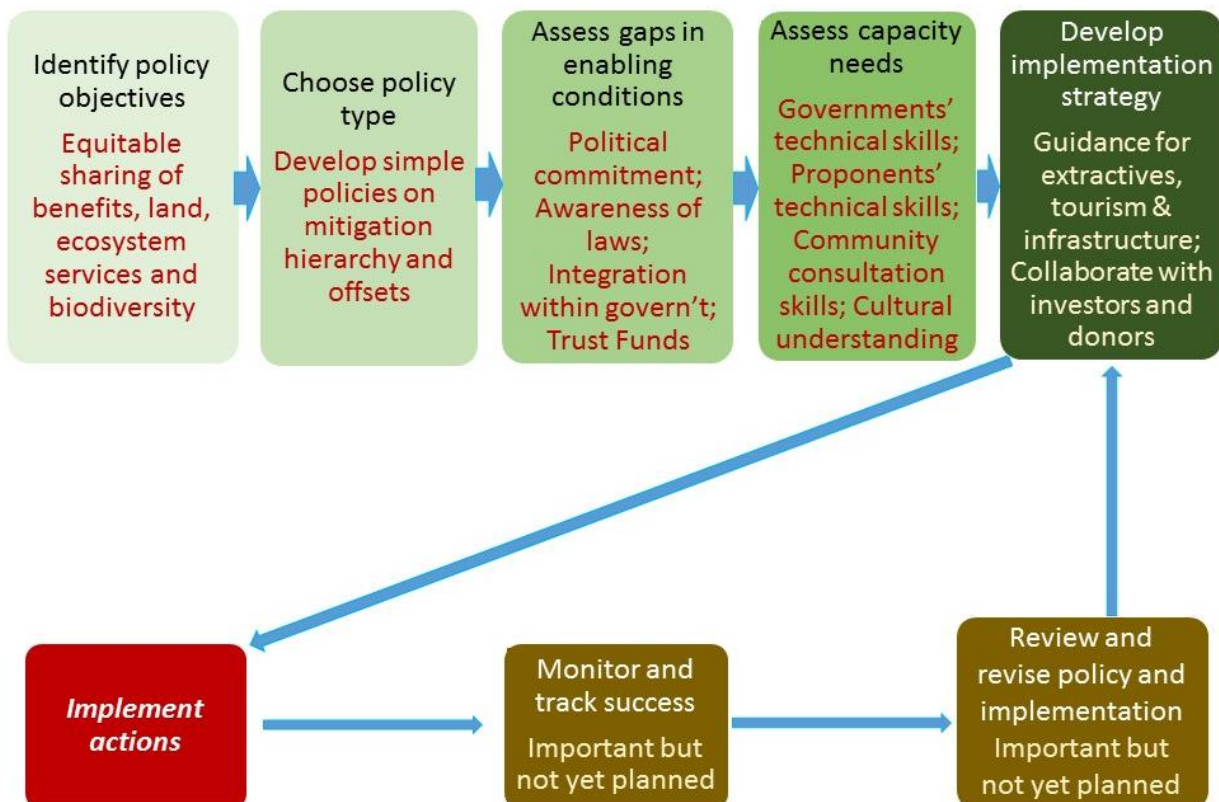 Identify policy
objectives
Equitable
sharing of
benefits, land,
ecosystem
services and
biodiversity
Choose policy
type
Develop simple
policies on
mitigation
hierarchy and
offsets
Assess gaps in
enabling
conditions
Political
commitment;
Awareness of
laws;
Integration
within govern’t;
Trust Funds
Assess capacity
needs
Governments’
technical skills;
Proponents’
technical skills;
Community
consultation
skills; Cultural
understanding
Develop
implementation
strategy
Guidance for
extractives,
tourism &
infrastructure;
Collaborate with
investors and
donors
Implement
actions
Monitor and
track success
Important but
not yet planned
Review and
revise policy and
implementation
Important but
not yet planned